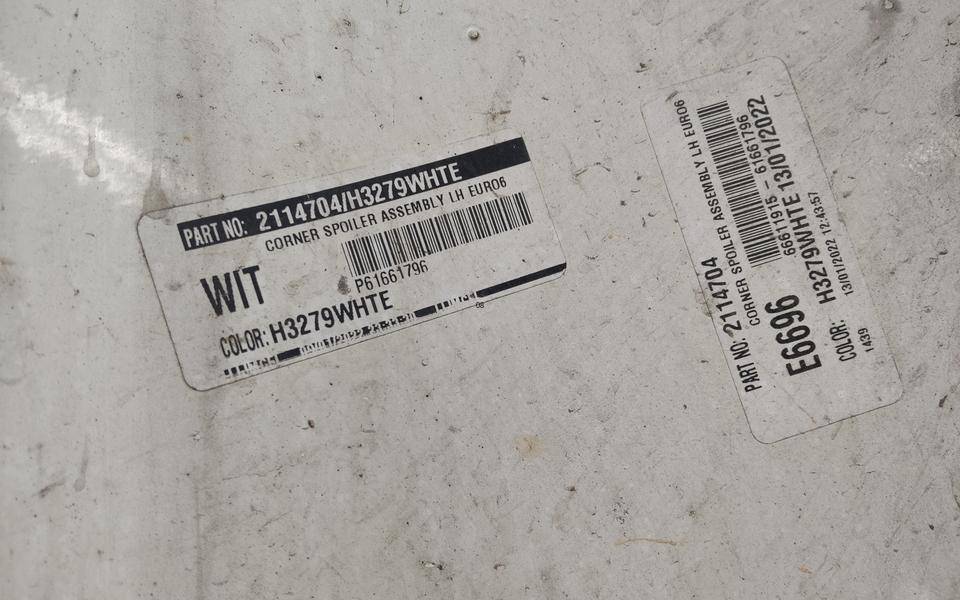 PART NO: 2114704/H3279WHTE
CORNER SPOILER ASSEMBLY LH EURO6
P61661796
WIT
COLOR: H3279WHTE
PART NO: 2114704
CORNER SPOILER ASSEMBLY LH EURO6
66611915 - 61661796
E6696 H3279WHTE 13/01/2022
COLOR:
13/01/2022 12:43:57
1439